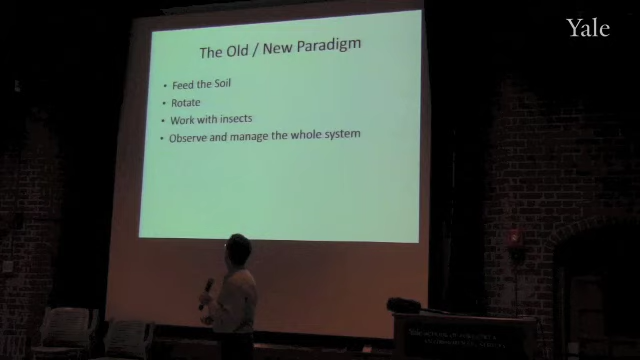 Yale
The Old / New Paradigm
• Feed the Soil
• Rotate
• Work with insects
• Observe and manage the whole system